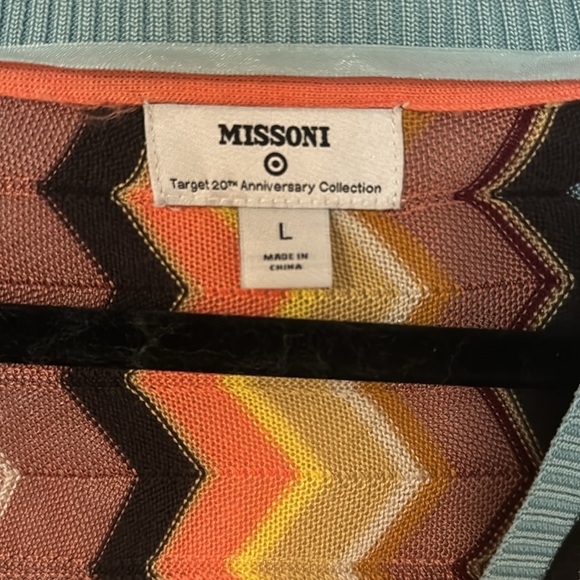 MISSONI
Target 20™ Anniversary Collection
L
MADE IN
CHINA